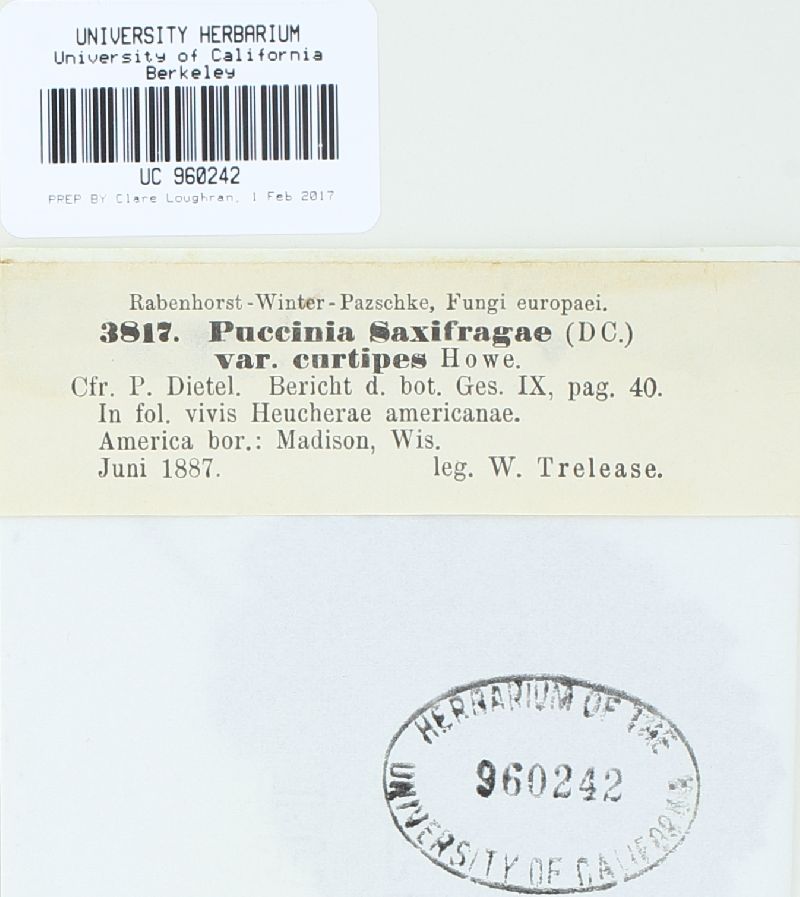 UNIVERSITY HERBARIUM
University of California
Berkeley
UC 960242
PREP BY Clare Loughran, 1 Feb 2017
Rabenhorst-Winter-Pazschke, Fungi europaei.
3817. Puccinia Saxifragae (DC.)
var. curtipes Howe.
Cfr. P. Dietel. Bericht d. bot. Ges. IX, pag. 40.
In fol. vivis Heucherae americanae.
America bor.: Madison, Wis.
Juni 1887. leg. W. Trelease.
HERBARIUM OF THE
960242
UNIVERSITY OF CALIFORNIA